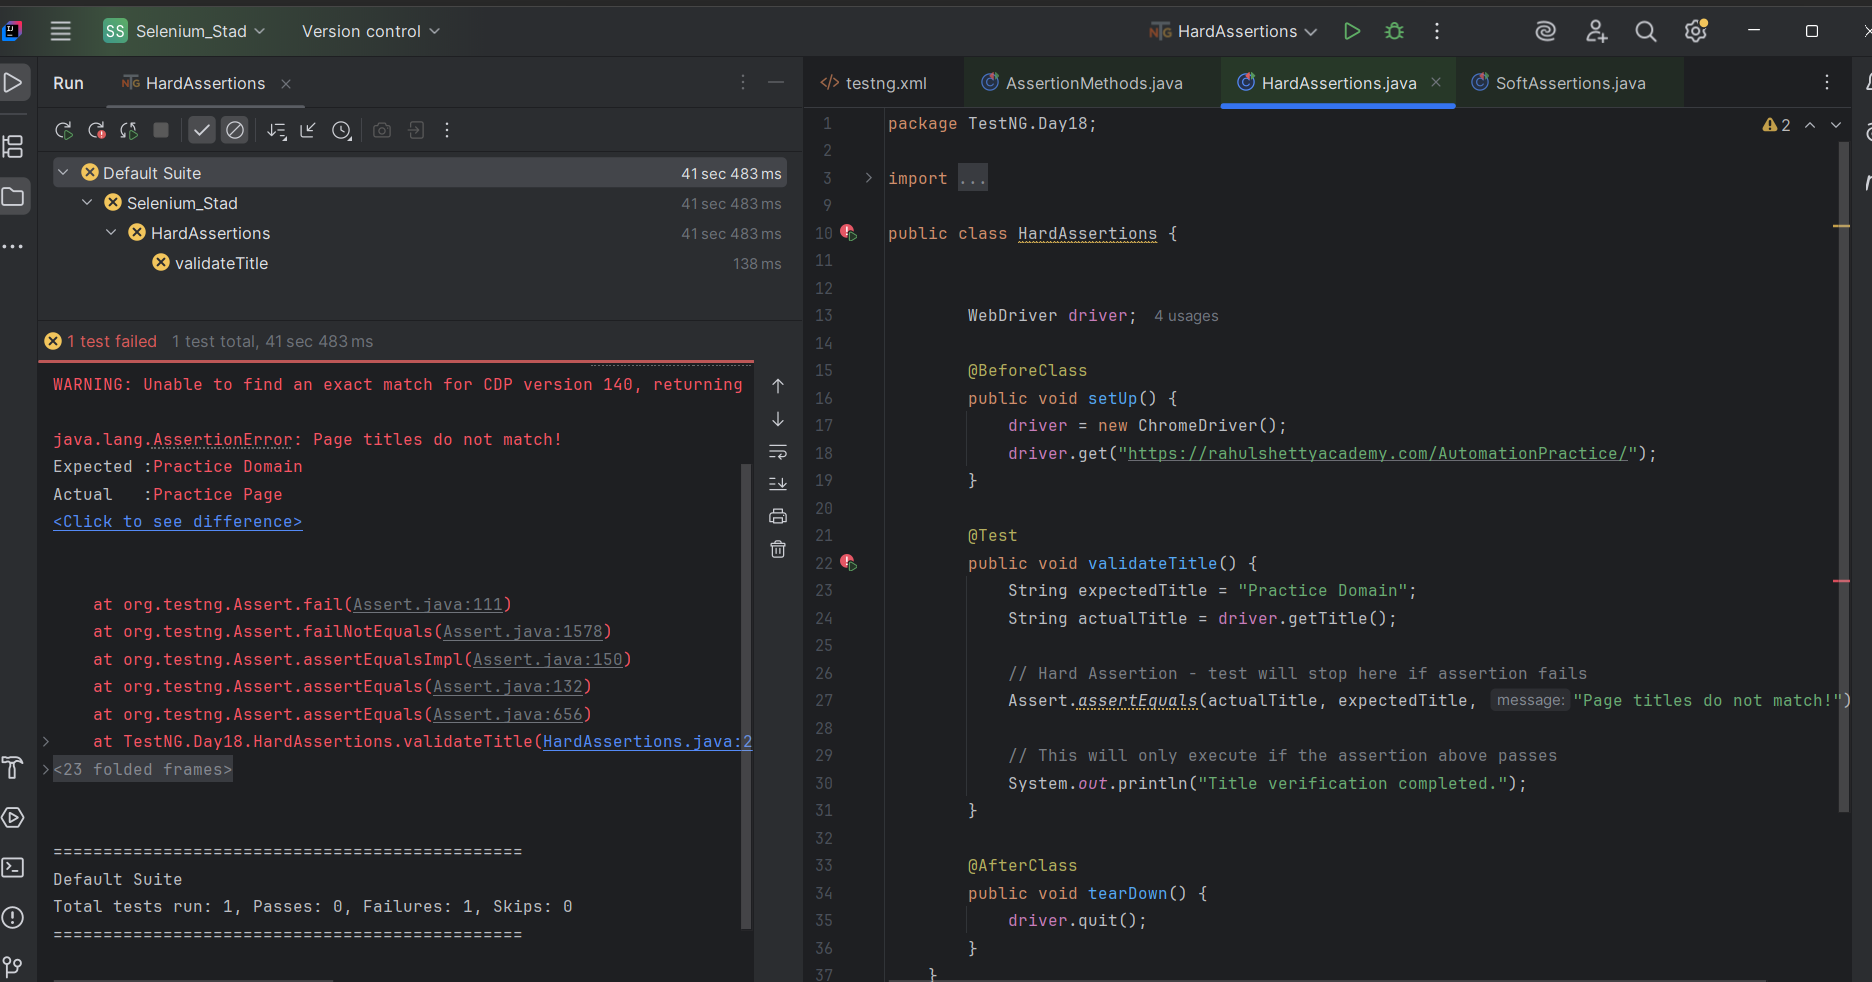 SS Selenium_Stad Version control HardAssertions
Run HardAssertions
testng.xml AssertionMethods.java HardAssertions.java SoftAssertions.java
Default Suite 41 sec 483 ms
Selenium_Stad 41 sec 483 ms
HardAssertions 41 sec 483 ms
validateTitle 138 ms
1 test failed 1 test total, 41 sec 483 ms
WARNING: Unable to find an exact match for CDP version 140, returning
java.lang.AssertionError: Page titles do not match!
Expected :Practice Domain
Actual   :Practice Page
<Click to see difference>
at org.testng.Assert.fail(Assert.java:111)
at org.testng.Assert.failNotEquals(Assert.java:1578)
at org.testng.Assert.assertEqualsImpl(Assert.java:150)
at org.testng.Assert.assertEquals(Assert.java:132)
at org.testng.Assert.assertEquals(Assert.java:656)
at TestNG.Day18.HardAssertions.validateTitle(HardAssertions.java:2
<23 folded frames>
===============================================
Default Suite
Total tests run: 1, Passes: 0, Failures: 1, Skips: 0
===============================================
1 package TestNG.Day18;
2
3 import ...
9
10 public class HardAssertions {
11
12
13 WebDriver driver; 4 usages
14
15 @BeforeClass
16 public void setUp() {
17 driver = new ChromeDriver();
18 driver.get("https://rahulshettyacademy.com/AutomationPractice/");
19 }
20
21 @Test
22 public void validateTitle() {
23 String expectedTitle = "Practice Domain";
24 String actualTitle = driver.getTitle();
25
26 // Hard Assertion - test will stop here if assertion fails
27 Assert.assertEquals(actualTitle, expectedTitle, message: "Page titles do not match!")
28
29 // This will only execute if the assertion above passes
30 System.out.println("Title verification completed.");
31 }
32
33 @AfterClass
34 public void tearDown() {
35 driver.quit();
36 }
37 }
2